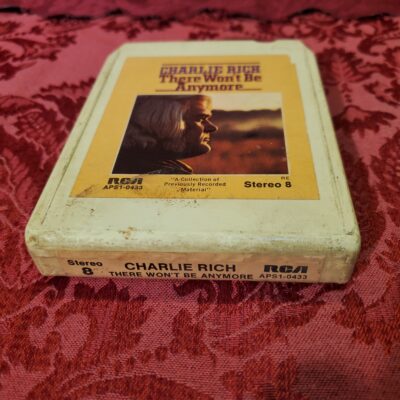 CHARLIE RICH
There Won't Be
Anymore
RCA
APS1-0433
"A Collection of
Previously Recorded
Material"
RE
Stereo 8
Stereo
8
CHARLIE RICH
THERE WON'T BE ANYMORE
RCA
APS1-0433